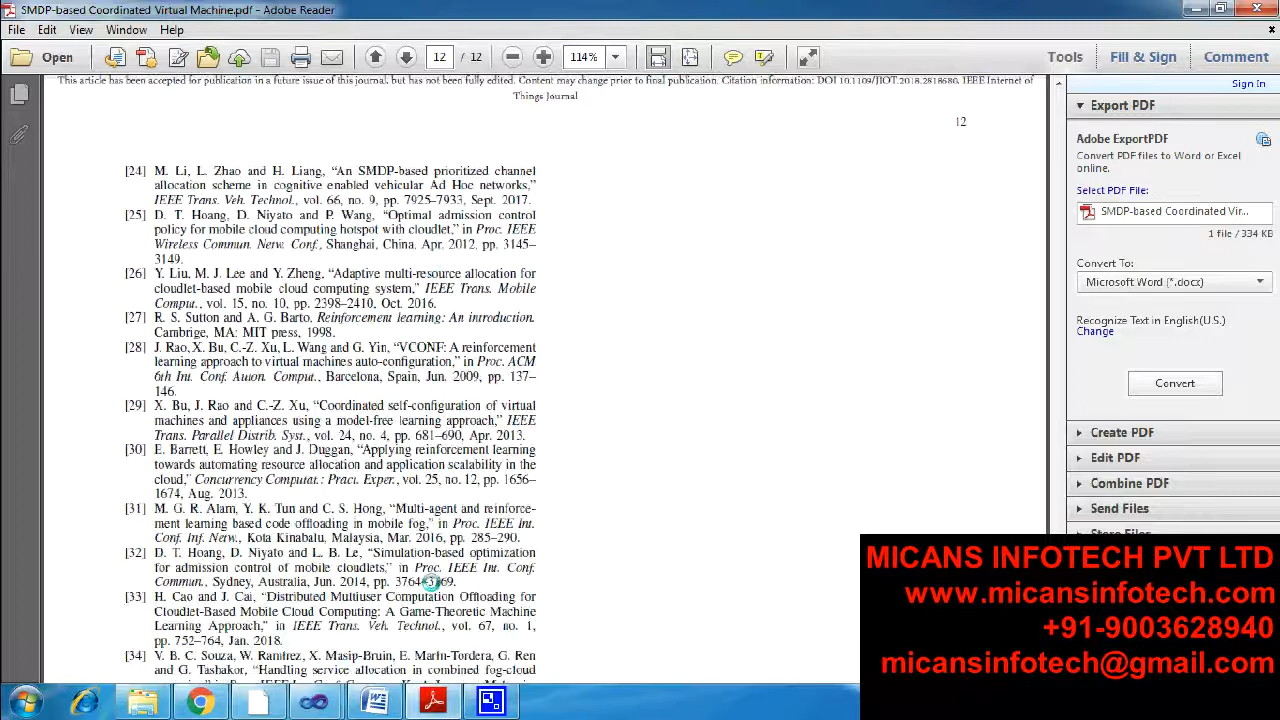 SMDP-based Coordinated Virtual Machine.pdf - Adobe Reader
File Edit View Window Help
Open 12 / 12 114% Tools Fill & Sign Comment
This article has been accepted for publication in a future issue of this journal, but has not been fully edited. Content may change prior to final publication. Citation information: DOI 10.1109/JIOT.2018.2818680, IEEE Internet of
Things Journal
12
[24] M. Li, L. Zhao and H. Liang, “An SMDP-based prioritized channel
allocation scheme in cognitive enabled vehicular Ad Hoc networks,”
IEEE Trans. Veh. Technol., vol. 66, no. 9, pp. 7925–7933, Sept. 2017.
[25] D. T. Hoang, D. Niyato and P. Wang, “Optimal admission control
policy for mobile cloud computing hotspot with cloudlet,” in Proc. IEEE
Wireless Commun. Netw. Conf., Shanghai, China, Apr. 2012, pp. 3145–
3149.
[26] Y. Liu, M. J. Lee and Y. Zheng, “Adaptive multi-resource allocation for
cloudlet-based mobile cloud computing system,” IEEE Trans. Mobile
Comput., vol. 15, no. 10, pp. 2398–2410, Oct. 2016.
[27] R. S. Sutton and A. G. Barto, Reinforcement learning: An introduction.
Cambrige, MA: MIT press, 1998.
[28] J. Rao, X. Bu, C.-Z. Xu, L. Wang and G. Yin, “VCONF: A reinforcement
learning approach to virtual machines auto-configuration,” in Proc. ACM
6th Int. Conf. Auton. Comput., Barcelona, Spain, Jun. 2009, pp. 137–
146.
[29] X. Bu, J. Rao and C.-Z. Xu, “Coordinated self-configuration of virtual
machines and appliances using a model-free learning approach,” IEEE
Trans. Parallel Distrib. Syst., vol. 24, no. 4, pp. 681–690, Apr. 2013.
[30] E. Barrett, E. Howley and J. Duggan, “Applying reinforcement learning
towards automating resource allocation and application scalability in the
cloud,” Concurrency Computat.: Pract. Exper., vol. 25, no. 12, pp. 1656–
1674, Aug. 2013.
[31] M. G. R. Alam, Y. K. Tun and C. S. Hong, “Multi-agent and reinforce-
ment learning based code offloading in mobile fog,” in Proc. IEEE Int.
Conf. Inf. Netw., Kota Kinabalu, Malaysia, Mar. 2016, pp. 285–290.
[32] D. T. Hoang, D. Niyato and L. B. Le, “Simulation-based optimization
for admission control of mobile cloudlets,” in Proc. IEEE Int. Conf.
Commun., Sydney, Australia, Jun. 2014, pp. 3764–3769.
[33] H. Cao and J. Cai, “Distributed Multiuser Computation Offloading for
Cloudlet-Based Mobile Cloud Computing: A Game-Theoretic Machine
Learning Approach,” in IEEE Trans. Veh. Technol., vol. 67, no. 1,
pp. 752–764, Jan. 2018.
[34] V. B. C. Souza, W. Ramírez, X. Masip-Bruin, E. Marín-Tordera, G. Ren
and G. Tashakor, “Handling service allocation in combined fog-cloud
Sign In
Export PDF
Adobe ExportPDF
Convert PDF files to Word or Excel
online.
Select PDF File:
SMDP-based Coordinated Vir...
1 file / 334 KB
Convert To:
Microsoft Word (*.docx)
Recognize Text in English(U.S.)
Change
Convert
Create PDF
Edit PDF
Combine PDF
Send Files
MICANS INFOTECH PVT LTD
www.micansinfotech.com
+91-9003628940
micansinfotech@gmail.com